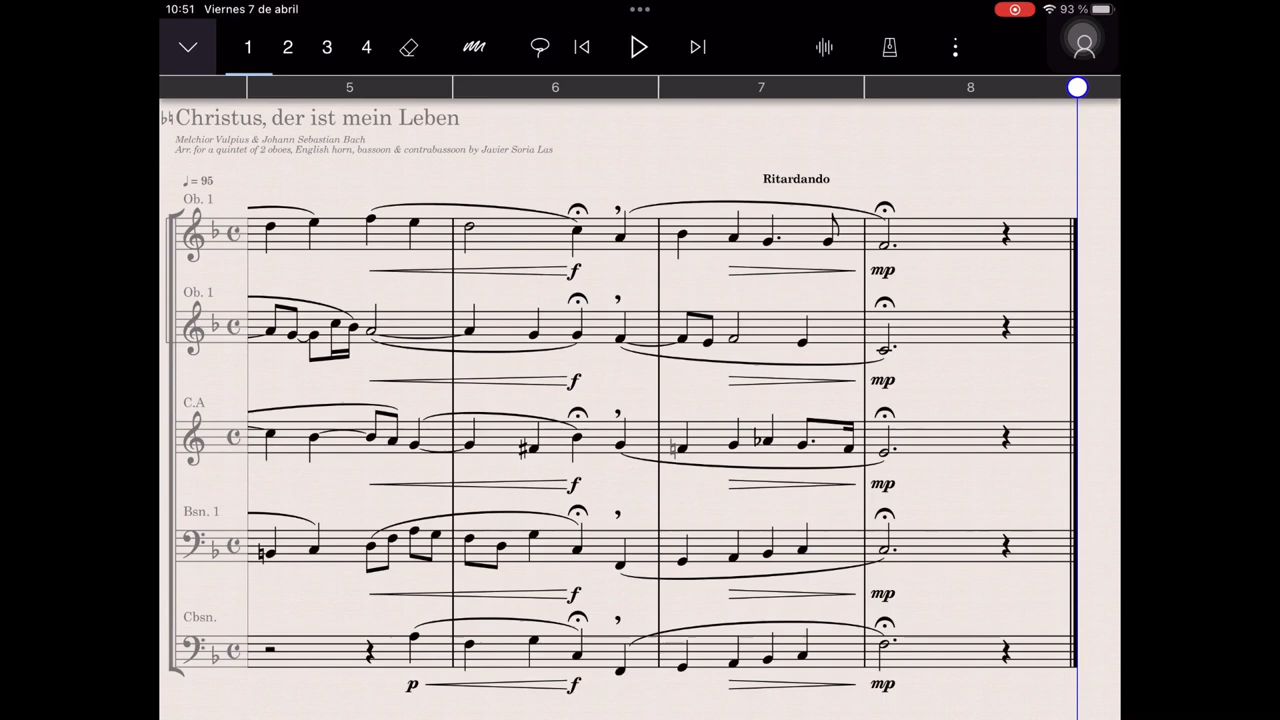 10:51 Viernes 7 de abril
93 %
1 2 3 4
5 6 7 8
Christus, der ist mein Leben
Melchior Vulpius & Johann Sebastian Bach
Arr. for a quintet of 2 oboes, English horn, bassoon & contrabassoon by Javier Soria Las
= 95
Ritardando
Ob. 1
f mp
Ob. 1
f mp
C.A
f mp
Bsn. 1
f mp
Cbsn.
p f mp